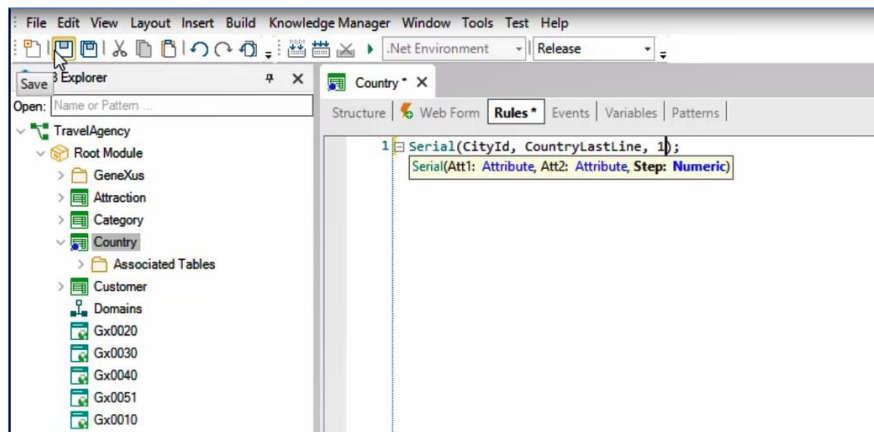 File Edit View Layout Insert Build Knowledge Manager Window Tools Test Help
.Net Environment Release
Save Explorer
Country *
Open: Name or Pattern ...
Structure Web Form Rules * Events Variables Patterns
TravelAgency
Root Module
GeneXus
Attraction
Category
Country
Associated Tables
Customer
Domains
Gx0020
Gx0030
Gx0040
Gx0051
Gx0010
1 Serial(CityId, CountryLastLine, 1);
Serial(Att1: Attribute, Att2: Attribute, Step: Numeric)